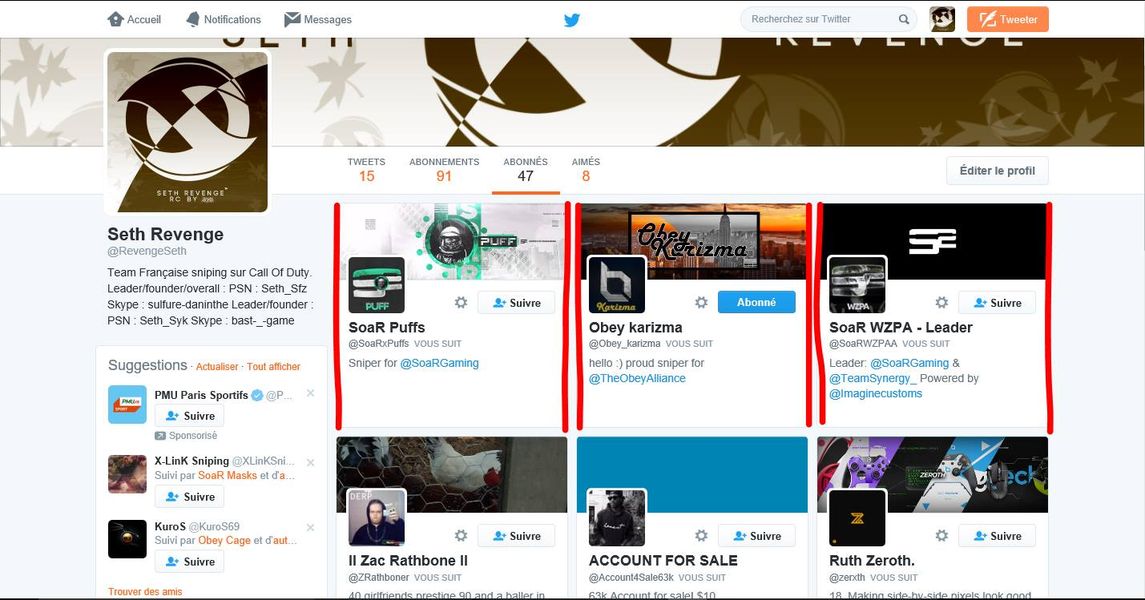 Accueil Notifications Messages Recherchez sur Twitter Tweeter
SETH REVENGE
SETH REVENGE
RC BY
TWEETS ABONNEMENTS ABONNÉS AIMÉS
15 91 47 8
Éditer le profil
Seth Revenge
@RevengeSeth
Team Française sniping sur Call Of Duty.
Leader/founder/overall : PSN : Seth_Sfz
Skype : sulfure-daninthe Leader/founder :
PSN : Seth_Syk Skype : bast-_-game
Suggestions · Actualiser · Tout afficher
PMU Paris Sportifs @P...
Suivre
Sponsorisé
X-LinK Sniping @XLinKSni...
Suivi par SoaR Masks et d'a...
Suivre
KuroS @KuroS69
Suivi par Obey Cage et d'aut...
Suivre
Trouver des amis
PUFF
PUFF
Suivre
SoaR Puffs
@SoaRxPuffs VOUS SUIT
Sniper for @SoaRGaming
Obey Karizma
Karizma
Abonné
Obey karizma
@Obey_karizma VOUS SUIT
hello :) proud sniper for
@TheObeyAlliance
WZPA
Suivre
SoaR WZPA - Leader
@SoaRWZPAA VOUS SUIT
Leader: @SoaRGaming &
@TeamSynergy_ Powered by
@Imaginecustoms
DERP
Suivre
II Zac Rathbone II
@ZRathboner VOUS SUIT
40 girlfriends prestige 90 and a baller in
Suivre
ACCOUNT FOR SALE
@Account4Sale63k VOUS SUIT
63k Account for sale! $10
ZEROTH
Suivre
Ruth Zeroth.
@zerxth VOUS SUIT
18. Making side-by-side pixels look good